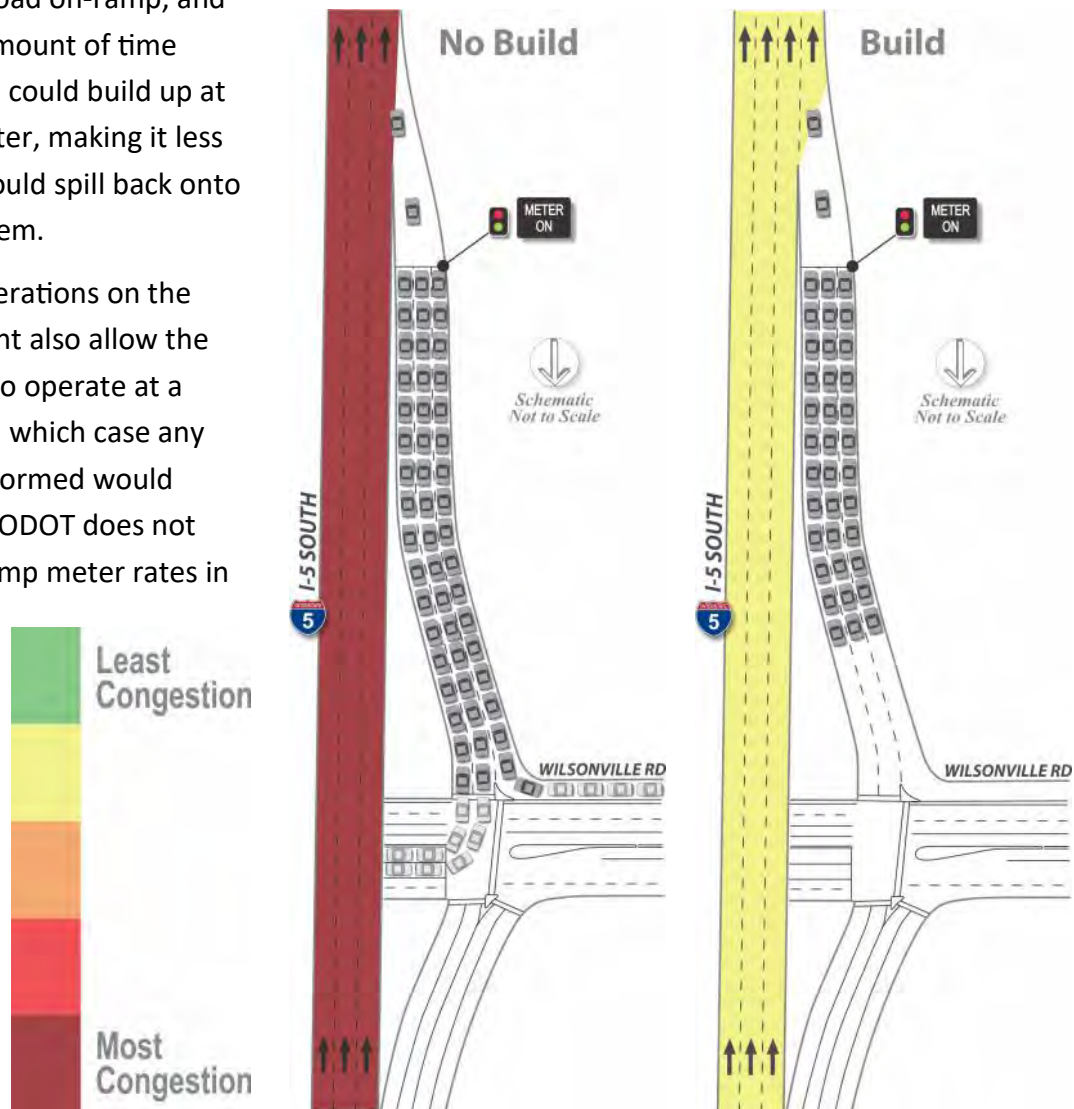 oad on-ramp, and
mount of time
could build up at
ter, making it less
ould spill back onto
em.
erations on the
nt also allow the
o operate at a
which case any
ormed would
ODOT does not
mp meter rates in
Least
Congestion
Most
Congestion
No Build
METER
ON
Schematic
Not to Scale
I-5 SOUTH
5
WILSONVILLE RD
Build
METER
ON
Schematic
Not to Scale
I-5 SOUTH
5
WILSONVILLE RD